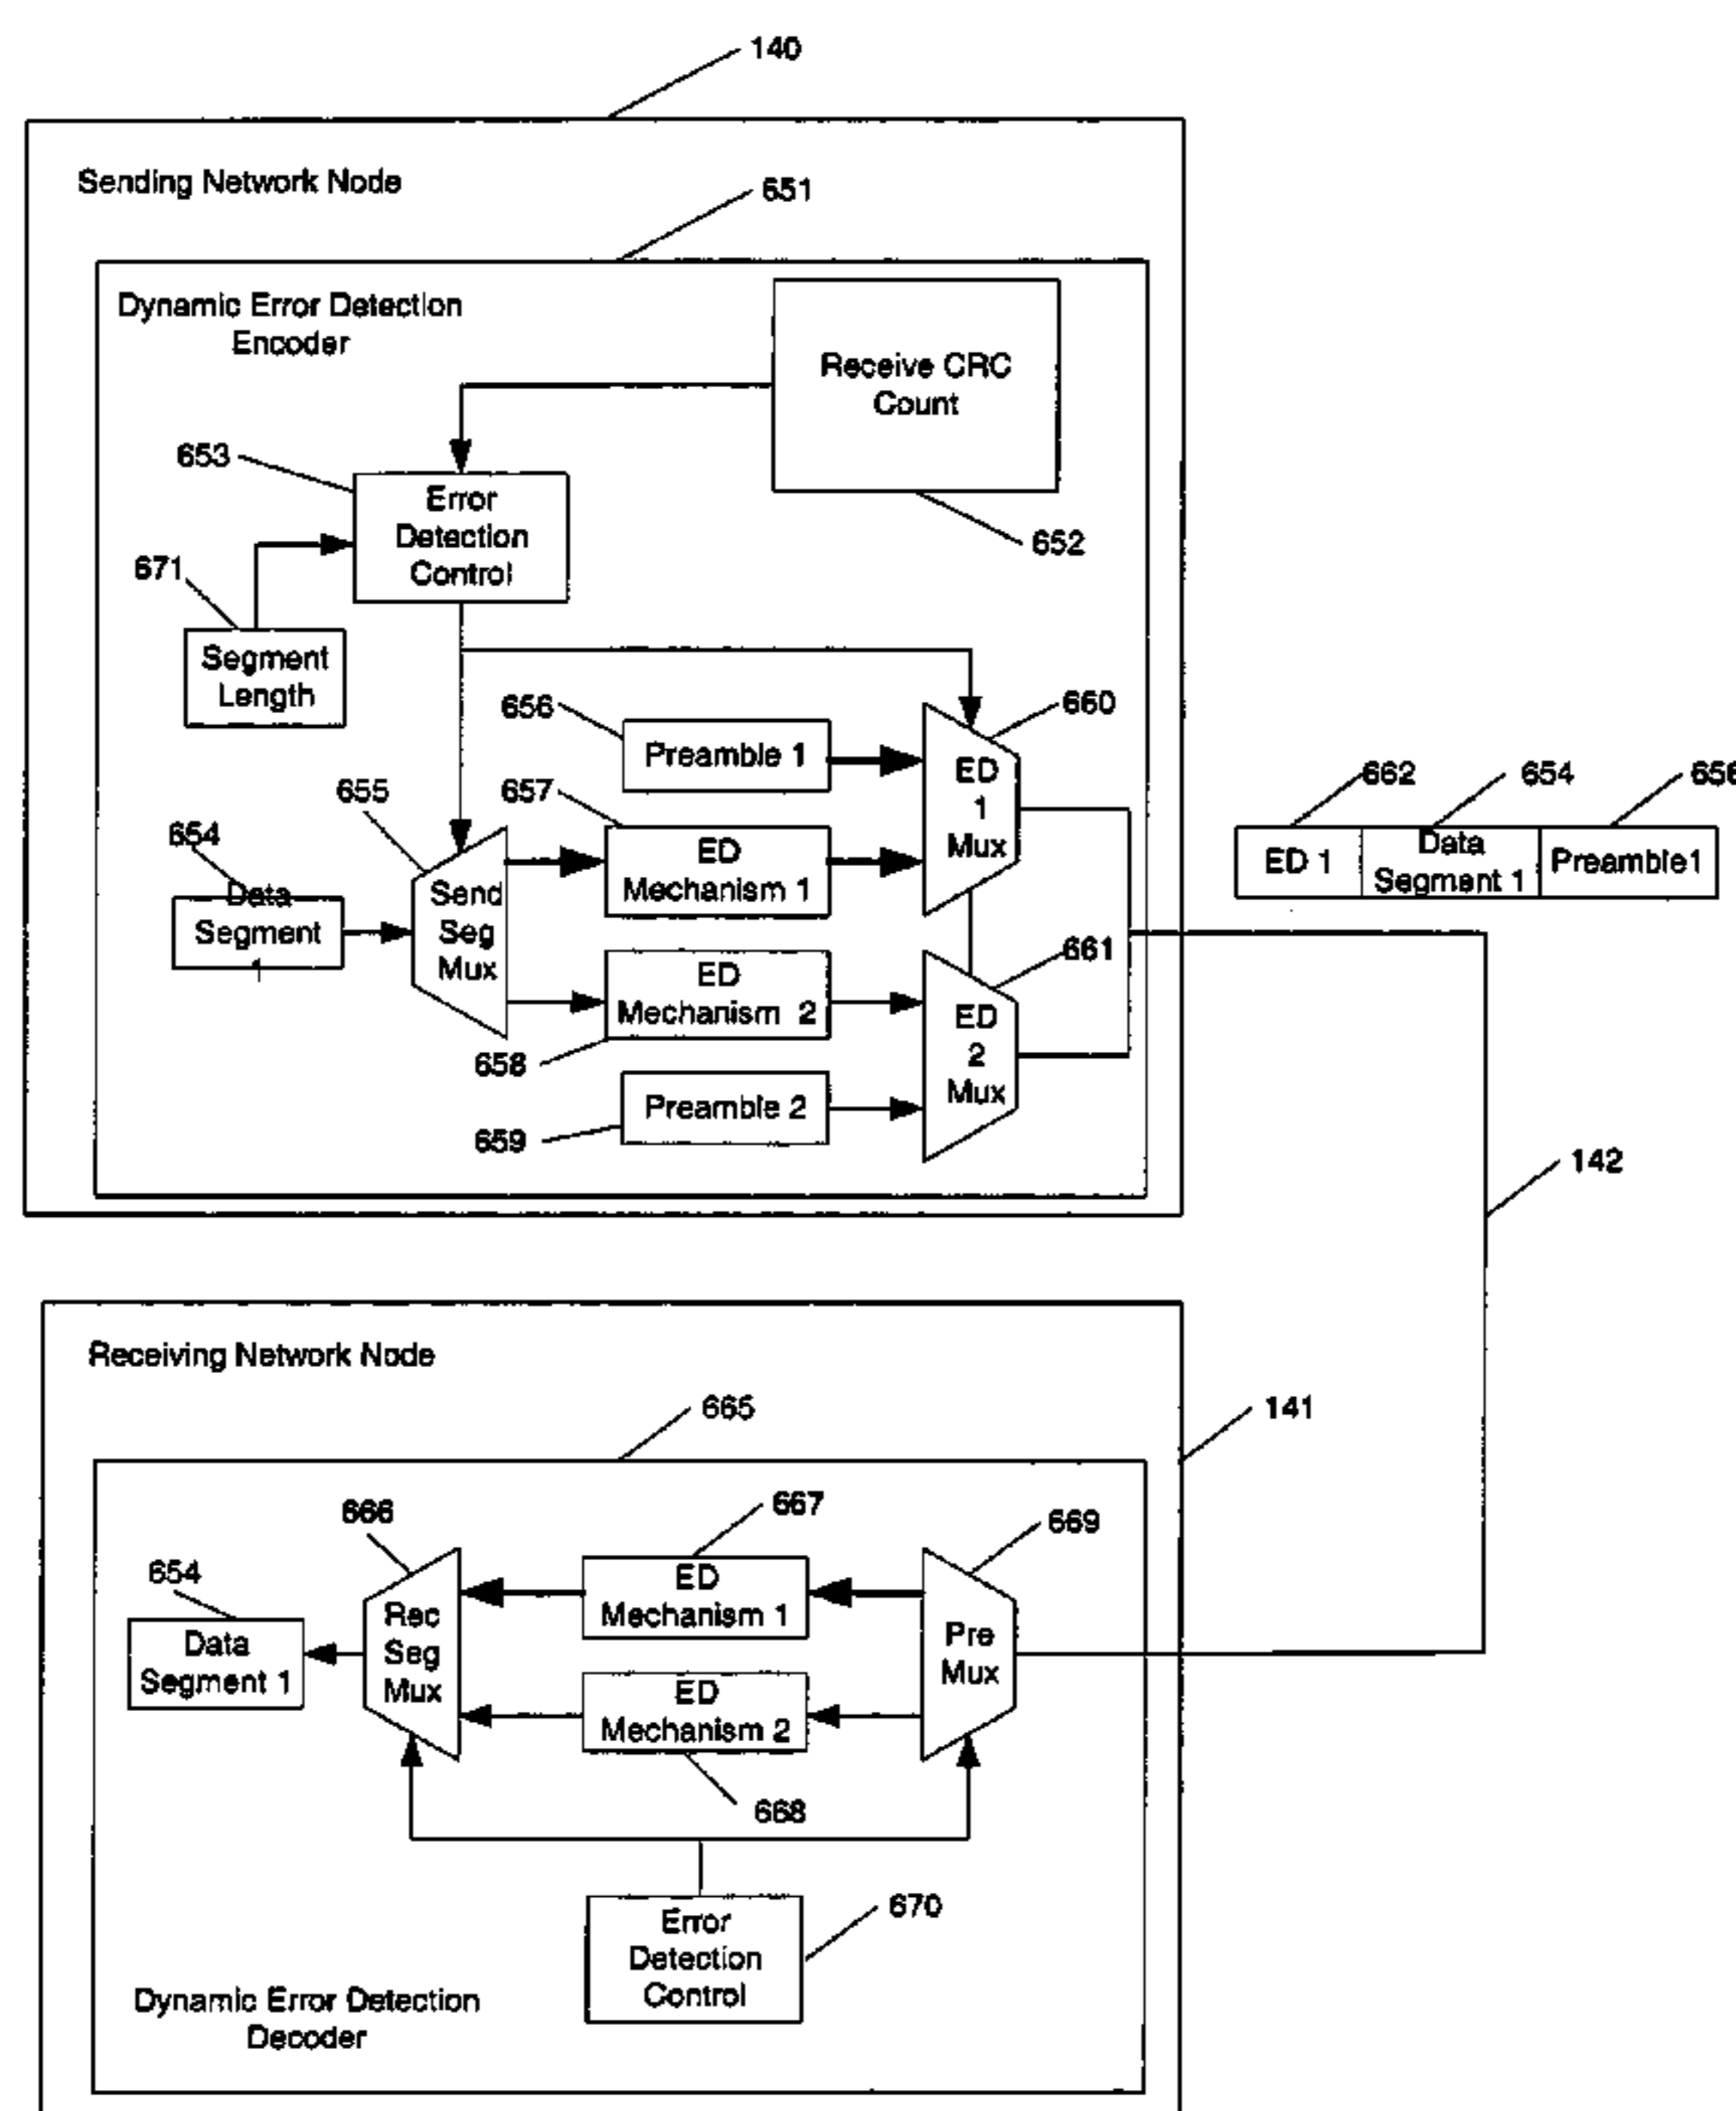 140
Sending Network Node
651
Dynamic Error Detection
Encoder
Receive CRC
Count
653
Error
Detection
Control
652
671
Segment
Length
656
Preamble 1
660
ED
1
Mux
655
657
ED
Mechanism 1
654
Data
Segment
1
Send
Seg
Mux
ED
Mechanism 2
658
661
ED
2
Mux
Preamble 2
659
662
654
656
ED 1
Data
Segment 1
Preamble1
142
Receiving Network Node
665
141
666
667
669
654
Data
Segment 1
Rec
Seg
Mux
ED
Mechanism 1
Pre
Mux
ED
Mechanism 2
668
670
Error
Detection
Control
Dynamic Error Detection
Decoder